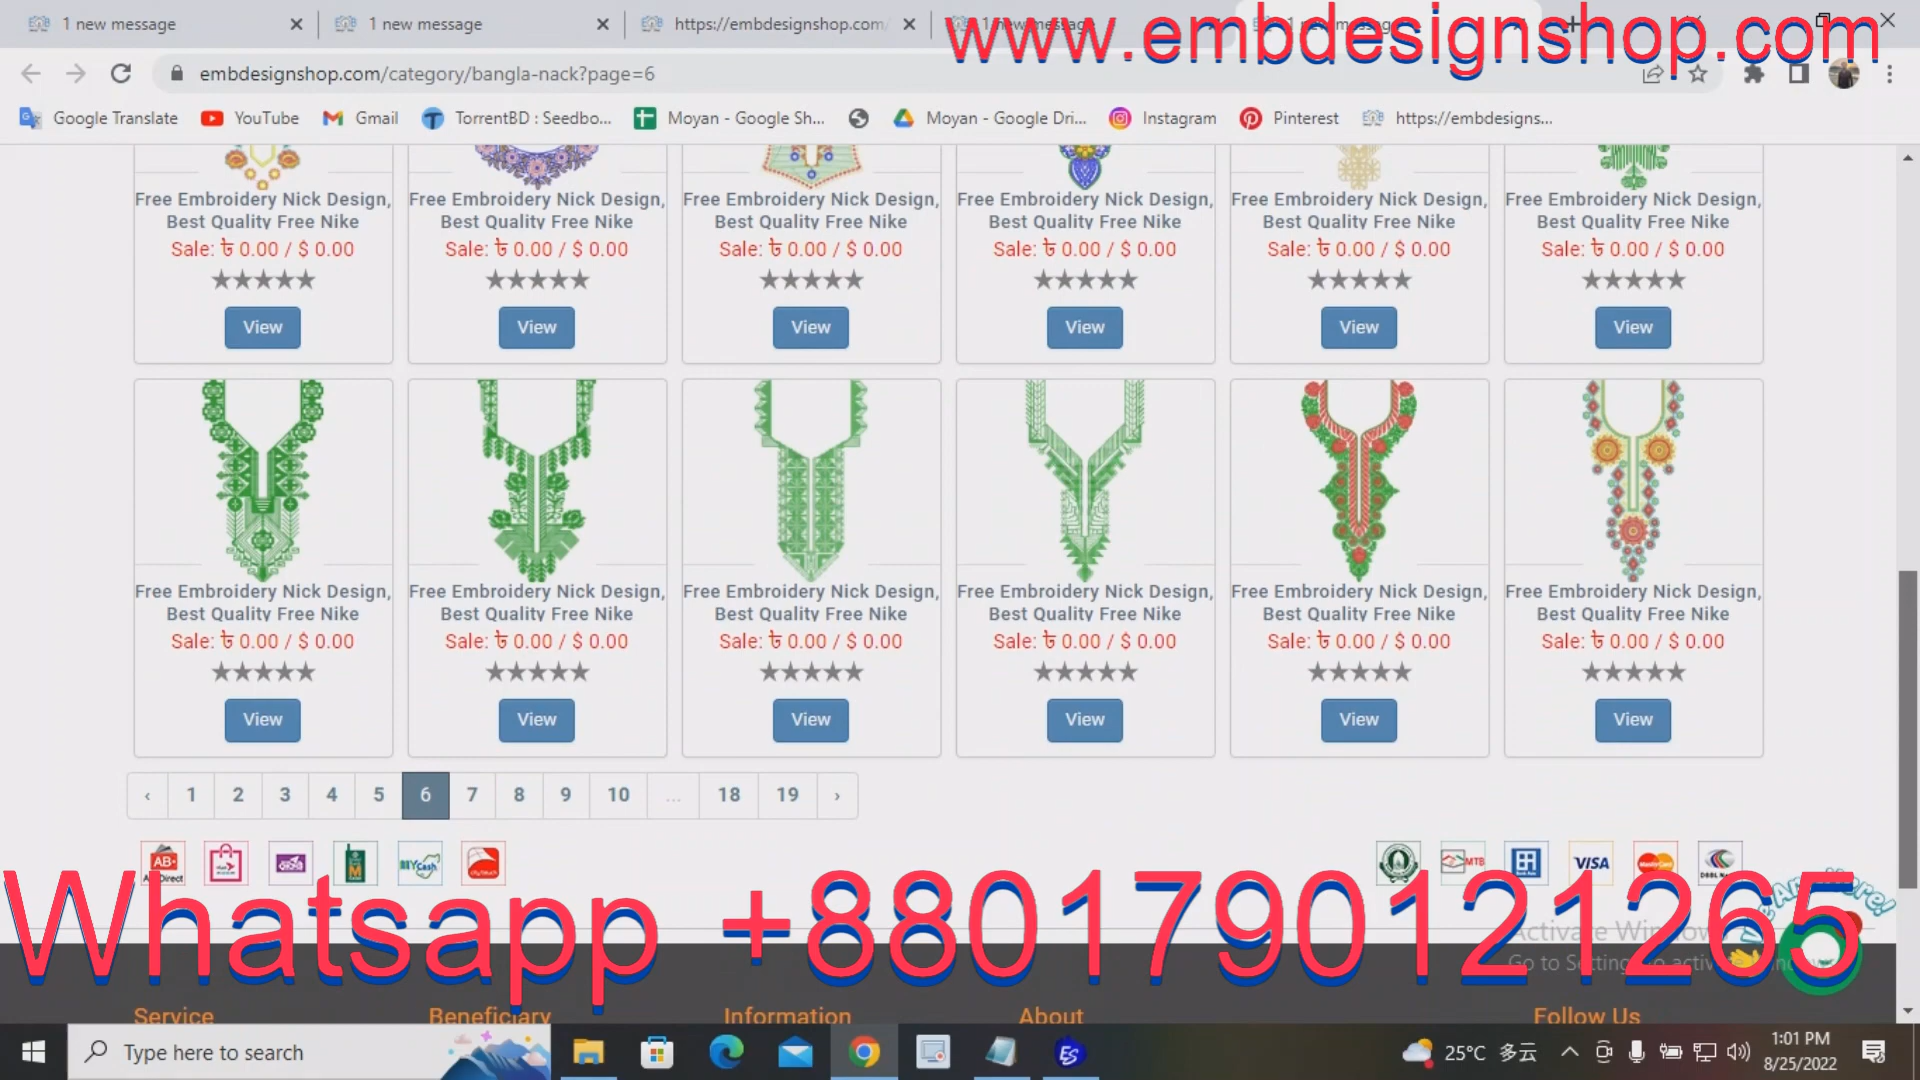 1 new message
1 new message
https://embdesignshop.com/
www.embdesignshop.com
embdesignshop.com/category/bangla-nack?page=6
Google Translate
YouTube
Gmail
TorrentBD : Seedbo...
Moyan - Google Sh...
Moyan - Google Dri...
Instagram
Pinterest
https://embdesigns...
Free Embroidery Nick Design, Best Quality Free Nike
Sale: ৳ 0.00 / $ 0.00
View
Free Embroidery Nick Design, Best Quality Free Nike
Sale: ৳ 0.00 / $ 0.00
View
Free Embroidery Nick Design, Best Quality Free Nike
Sale: ৳ 0.00 / $ 0.00
View
Free Embroidery Nick Design, Best Quality Free Nike
Sale: ৳ 0.00 / $ 0.00
View
Free Embroidery Nick Design, Best Quality Free Nike
Sale: ৳ 0.00 / $ 0.00
View
Free Embroidery Nick Design, Best Quality Free Nike
Sale: ৳ 0.00 / $ 0.00
View
Free Embroidery Nick Design, Best Quality Free Nike
Sale: ৳ 0.00 / $ 0.00
View
Free Embroidery Nick Design, Best Quality Free Nike
Sale: ৳ 0.00 / $ 0.00
View
Free Embroidery Nick Design, Best Quality Free Nike
Sale: ৳ 0.00 / $ 0.00
View
Free Embroidery Nick Design, Best Quality Free Nike
Sale: ৳ 0.00 / $ 0.00
View
Free Embroidery Nick Design, Best Quality Free Nike
Sale: ৳ 0.00 / $ 0.00
View
Free Embroidery Nick Design, Best Quality Free Nike
Sale: ৳ 0.00 / $ 0.00
View
‹ 1 2 3 4 5 6 7 8 9 10 ... 18 19 ›
MTB
VISA
Whatsapp +8801790121265
Activate Windows
Service
Beneficiary
Information
About
Follow Us
Type here to search
25°C 多云
1:01 PM
8/25/2022